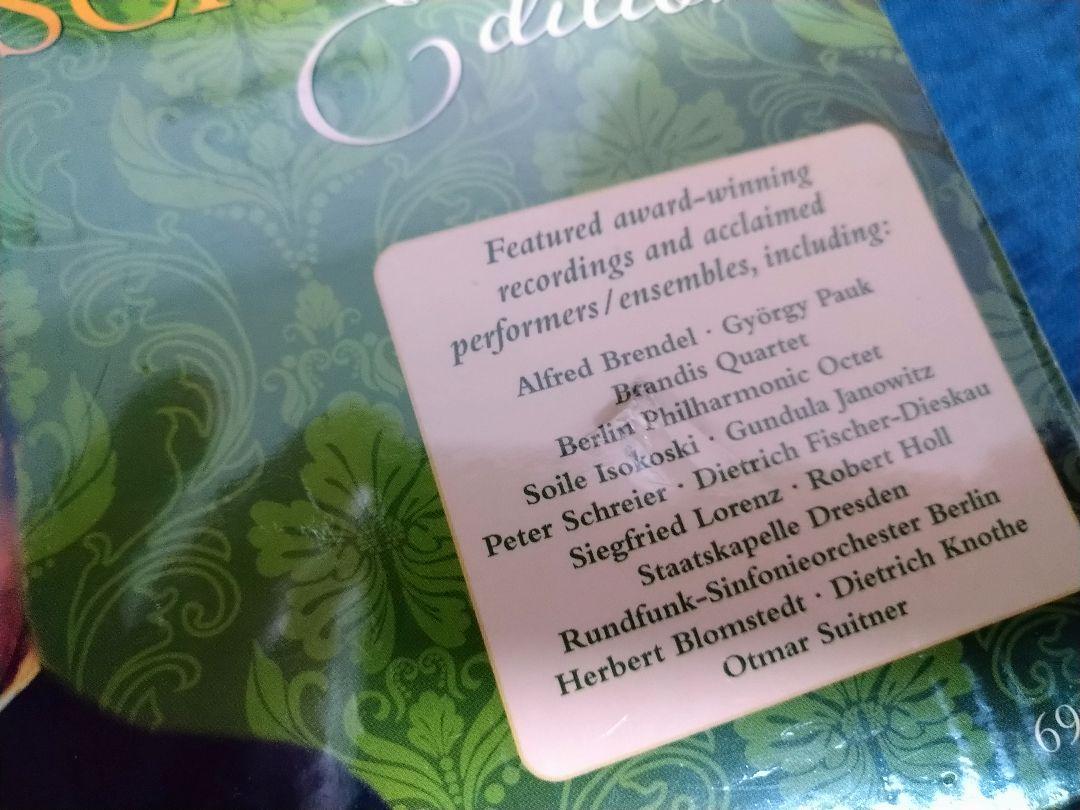 Edition
Featured award-winning
recordings and acclaimed
performers/ensembles, including:
Alfred Brendel · György Pauk
Brandis Quartet
Berlin Philharmonic Octet
Soile Isokoski · Gundula Janowitz
Peter Schreier · Dietrich Fischer-Dieskau
Siegfried Lorenz · Robert Holl
Staatskapelle Dresden
Rundfunk-Sinfonieorchester Berlin
Herbert Blomstedt · Dietrich Knothe
Otmar Suitner
69